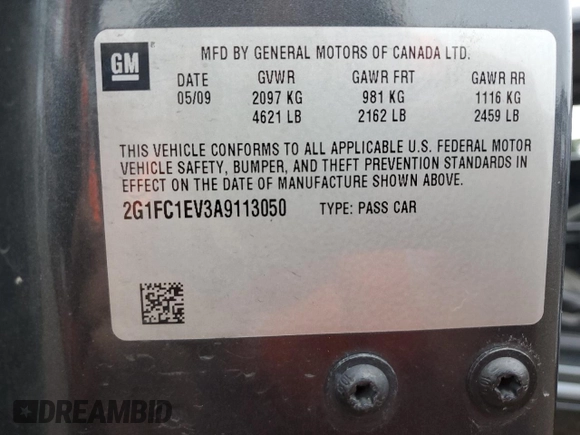 GM
MFD BY GENERAL MOTORS OF CANADA LTD.
DATE GVWR GAWR FRT GAWR RR
05/09 2097 KG 981 KG 1116 KG
4621 LB 2162 LB 2459 LB
THIS VEHICLE CONFORMS TO ALL APPLICABLE U.S. FEDERAL MOTOR
VEHICLE SAFETY, BUMPER, AND THEFT PREVENTION STANDARDS IN
EFFECT ON THE DATE OF MANUFACTURE SHOWN ABOVE.
2G1FC1EV3A9113050 TYPE: PASS CAR
DREAMBID